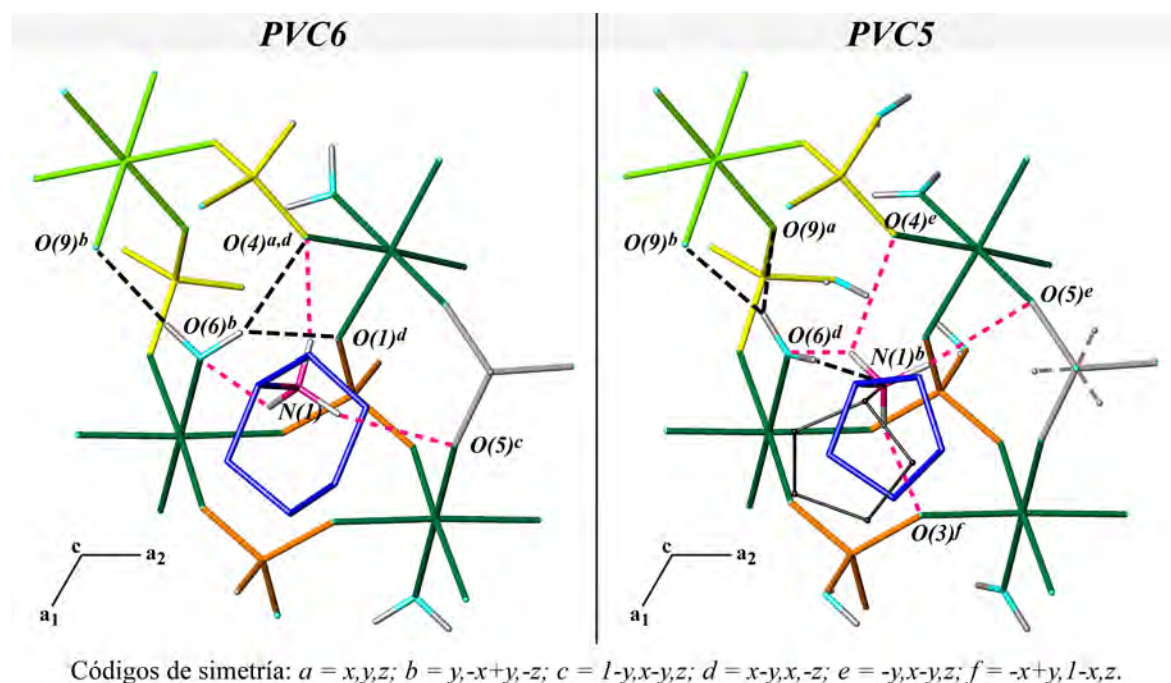 PVC6
PVC5
O(9)ᵇ
O(4)ᵃ,ᵈ
O(6)ᵇ
O(1)ᵈ
N(1)
O(5)ᶜ
c
a₂
a₁
O(9)ᵇ
O(9)ᵃ
O(4)ᵉ
O(5)ᵉ
O(6)ᵈ
N(1)ᵇ
O(3)ᶠ
c
a₂
a₁
Códigos de simetría: a = x,y,z; b = y,-x+y,-z; c = 1-y,x-y,z; d = x-y,x,-z; e = -y,x-y,z; f = -x+y,1-x,z.